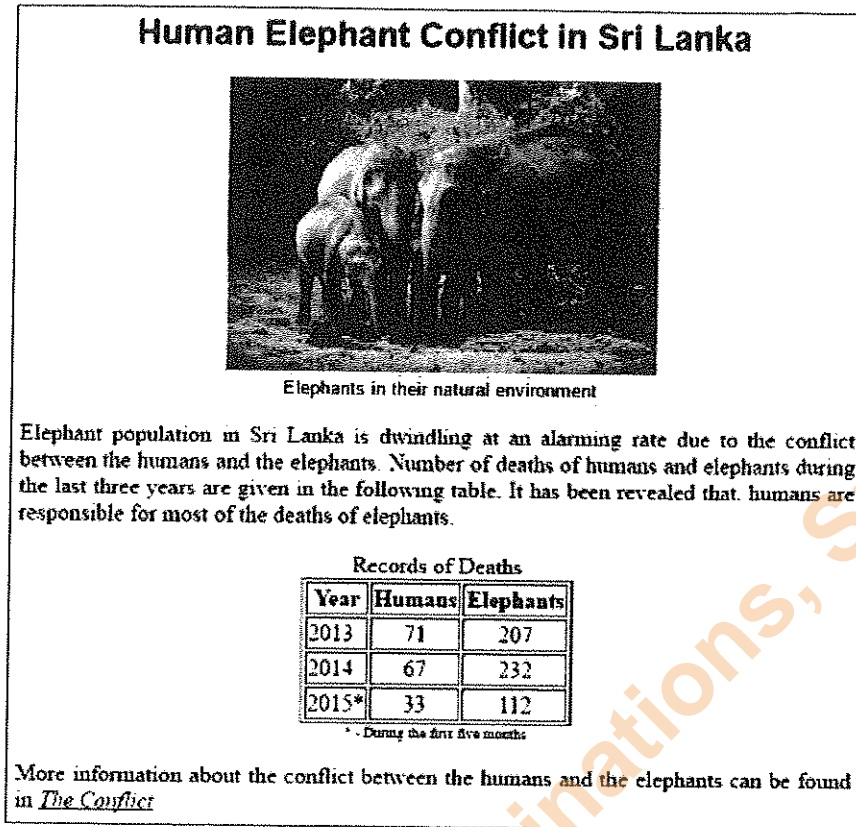 Human Elephant Conflict in Sri Lanka
Elephants in their natural environment
Elephant population in Sri Lanka is dwindling at an alarming rate due to the conflict
between the humans and the elephants. Number of deaths of humans and elephants during
the last three years are given in the following table. It has been revealed that. humans are
responsible for most of the deaths of elephants.
Records of Deaths
Year Humans Elephants
2013 71 207
2014 67 232
2015* 33 112
* - During the first five months
More information about the conflict between the humans and the elephants can be found
in The Conflict
inations, S